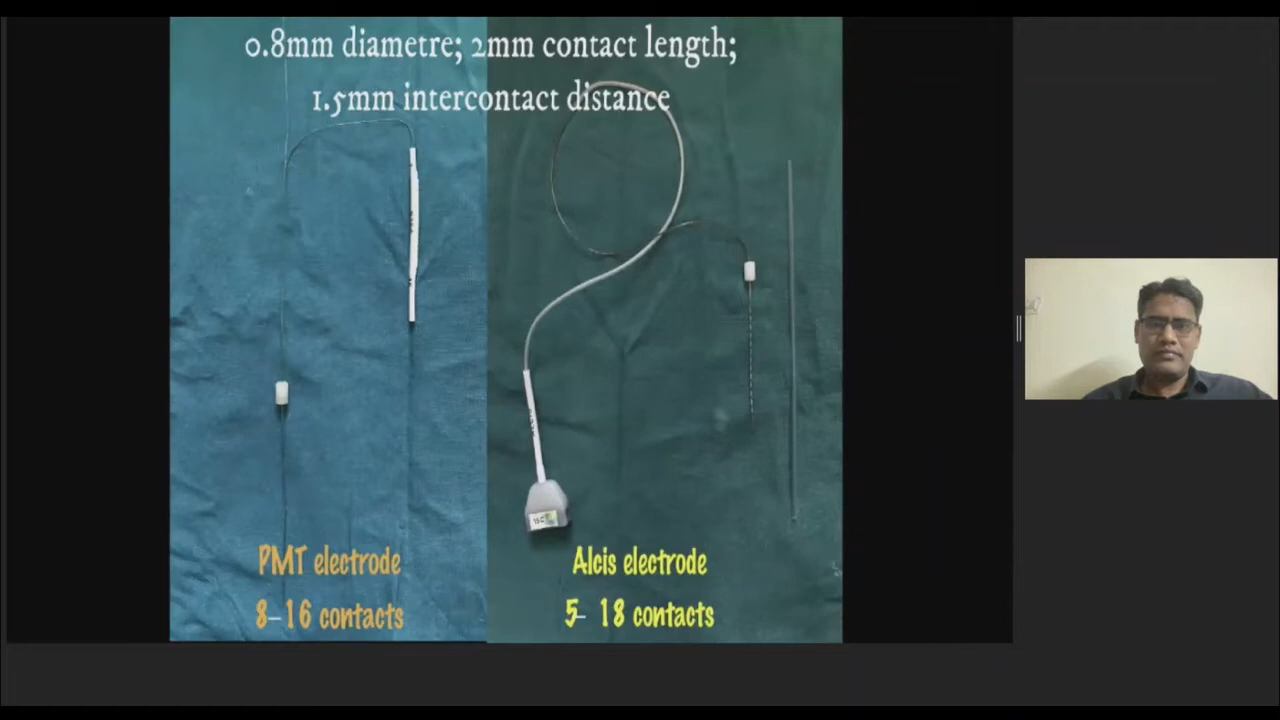 0.8mm diametre; 2mm contact length;
1.5mm intercontact distance
PMT electrode
8-16 contacts
Alcis electrode
5- 18 contacts
15C